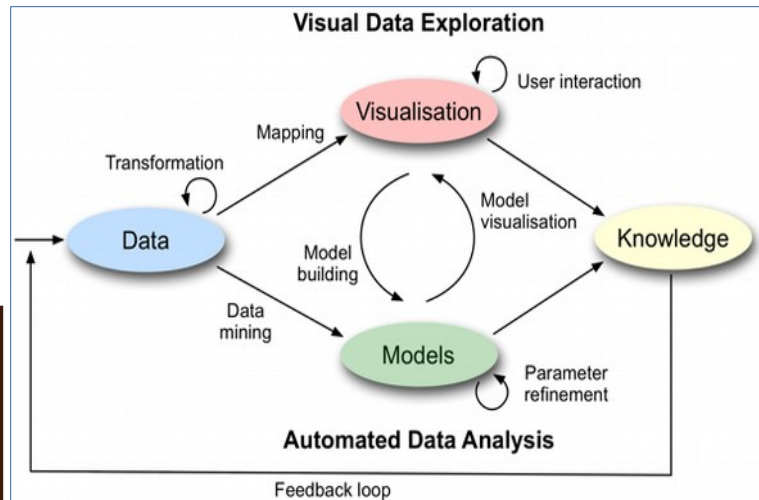 Visual Data Exploration
User interaction
Visualisation
Mapping
Transformation
Model
visualisation
Data
Knowledge
Model
building
Data
mining
Models
Parameter
refinement
Automated Data Analysis
Feedback loop